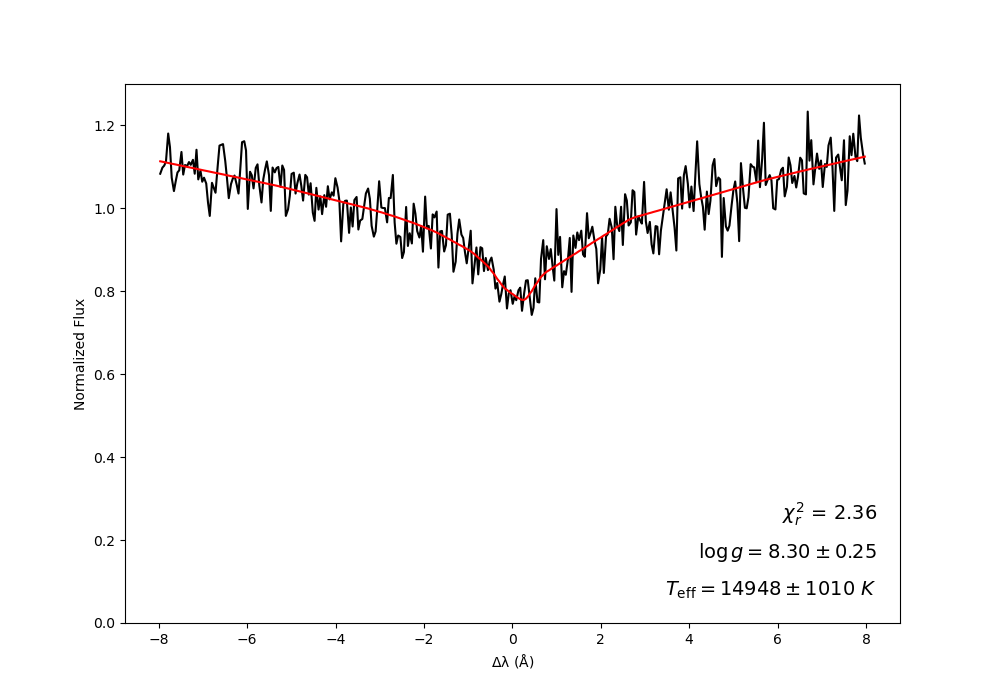 1.2
1.0
0.8
0.6
0.4
0.2
0.0
Normalized Flux
χ²ᵣ = 2.36
log g = 8.30 ± 0.25
T_eff = 14948 ± 1010 K
−8 −6 −4 −2 0 2 4 6 8
Δλ (Å)